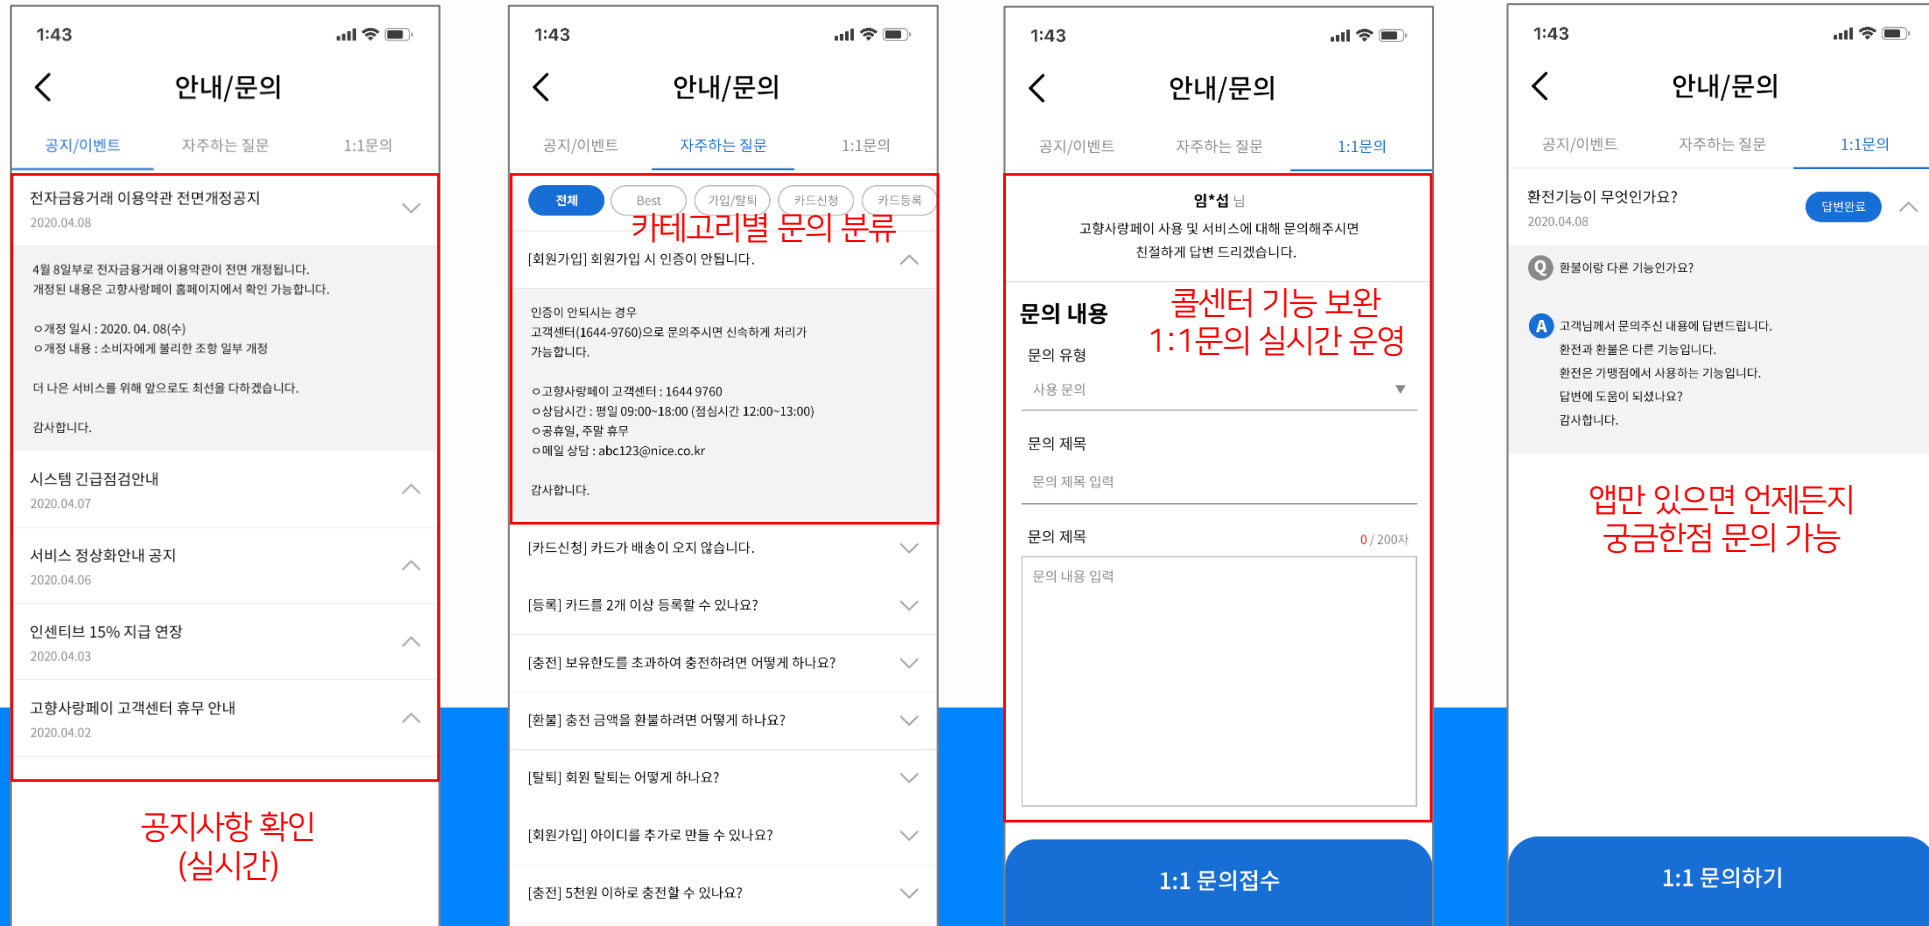 1:43
안내/문의
공지/이벤트 자주하는 질문 1:1문의
전자금융거래 이용약관 전면개정공지
2020.04.08
4월 8일부로 전자금융거래 이용약관이 전면 개정됩니다.
개정된 내용은 고향사랑페이 홈페이지에서 확인 가능합니다.
ㅇ개정 일시 : 2020. 04. 08(수)
ㅇ개정 내용 : 소비자에게 불리한 조항 일부 개정
더 나은 서비스를 위해 앞으로도 최선을 다하겠습니다.
감사합니다.
시스템 긴급점검안내
2020.04.07
서비스 정상화안내 공지
2020.04.06
인센티브 15% 지급 연장
2020.04.03
고향사랑페이 고객센터 휴무 안내
2020.04.02
공지사항 확인
(실시간)
1:43
안내/문의
공지/이벤트 자주하는 질문 1:1문의
전체 Best 가입/탈퇴 카드신청 카드등록
카테고리별 문의 분류
[회원가입] 회원가입 시 인증이 안됩니다.
인증이 안되시는 경우
고객센터(1644-9760)으로 문의주시면 신속하게 처리가
가능합니다.
ㅇ고향사랑페이 고객센터 : 1644 9760
ㅇ상담시간 : 평일 09:00~18:00 (점심시간 12:00~13:00)
ㅇ공휴일, 주말 휴무
ㅇ메일 상담 : abc123@nice.co.kr
감사합니다.
[카드신청] 카드가 배송이 오지 않습니다.
[등록] 카드를 2개 이상 등록할 수 있나요?
[충전] 보유한도를 초과하여 충전하려면 어떻게 하나요?
[환불] 충전 금액을 환불하려면 어떻게 하나요?
[탈퇴] 회원 탈퇴는 어떻게 하나요?
[회원가입] 아이디를 추가로 만들 수 있나요?
[충전] 5천원 이하로 충전할 수 있나요?
1:43
안내/문의
공지/이벤트 자주하는 질문 1:1문의
임*섭 님
고향사랑페이 사용 및 서비스에 대해 문의해주시면
친절하게 답변 드리겠습니다.
문의 내용
콜센터 기능 보완
1:1문의 실시간 운영
문의 유형
사용 문의
문의 제목
문의 제목 입력
문의 제목 0 / 200자
문의 내용 입력
1:1 문의접수
1:43
안내/문의
공지/이벤트 자주하는 질문 1:1문의
환전기능이 무엇인가요?
2020.04.08
답변완료
Q 환불이랑 다른 기능인가요?
A 고객님께서 문의주신 내용에 답변드립니다.
환전과 환불은 다른 기능입니다.
환전은 가맹점에서 사용하는 기능입니다.
답변에 도움이 되셨나요?
감사합니다.
앱만 있으면 언제든지
궁금한점 문의 가능
1:1 문의하기